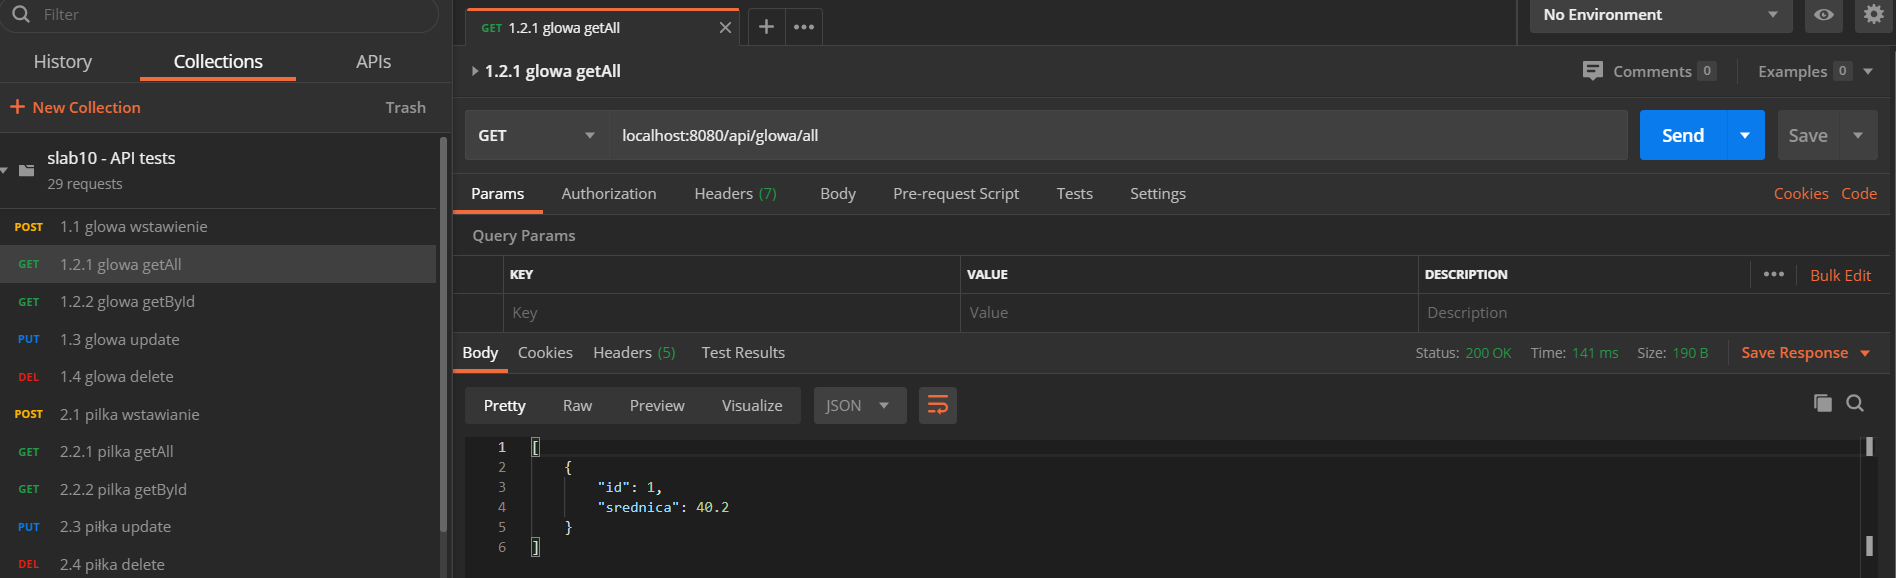 Filter
History Collections APIs
+ New Collection Trash
slab10 - API tests
29 requests
POST 1.1 glowa wstawienie
GET 1.2.1 glowa getAll
GET 1.2.2 glowa getById
PUT 1.3 glowa update
DEL 1.4 glowa delete
POST 2.1 pilka wstawianie
GET 2.2.1 pilka getAll
GET 2.2.2 pilka getById
PUT 2.3 piłka update
DEL 2.4 piłka delete
GET 1.2.1 glowa getAll
No Environment
1.2.1 glowa getAll
Comments 0 Examples 0
GET localhost:8080/api/glowa/all Send Save
Params Authorization Headers (7) Body Pre-request Script Tests Settings Cookies Code
Query Params
KEY VALUE DESCRIPTION Bulk Edit
Key Value Description
Body Cookies Headers (5) Test Results Status: 200 OK Time: 141 ms Size: 190 B Save Response
Pretty Raw Preview Visualize JSON
1 [
2 {
3 "id": 1,
4 "srednica": 40.2
5 }
6 ]